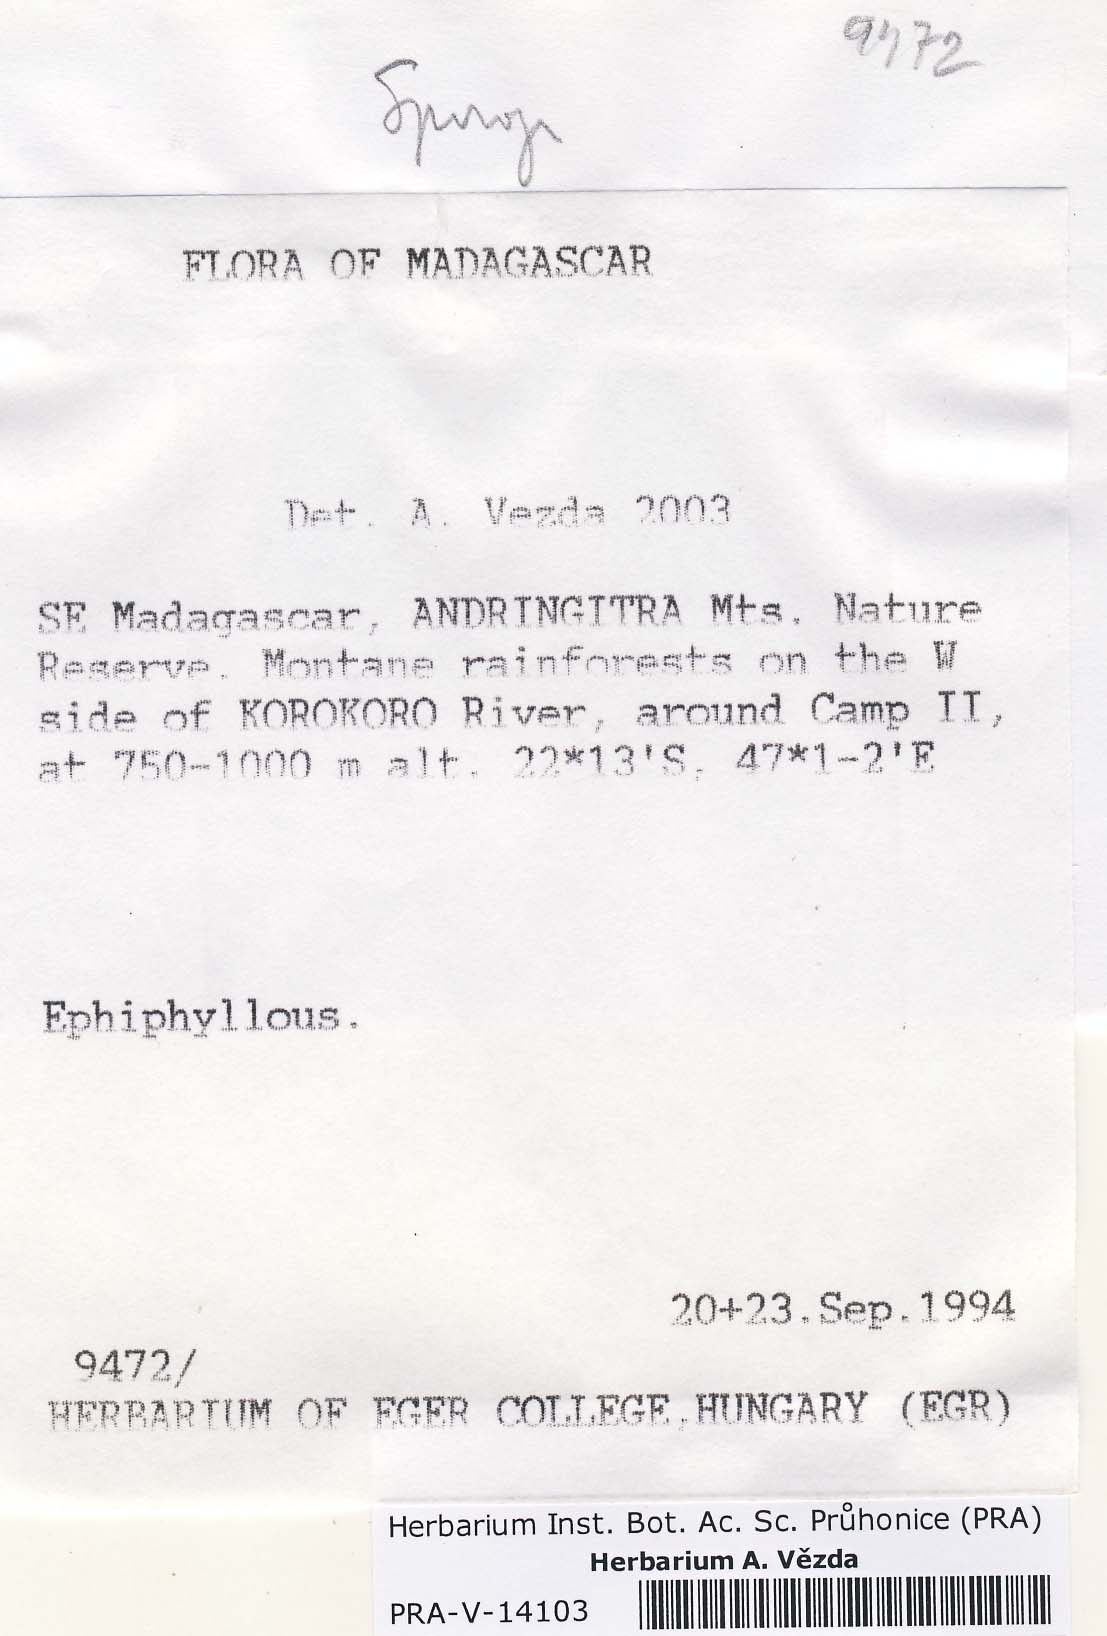 9472
FLORA OF MADAGASCAR
Det. A. Vezda 2003
SE Madagascar, ANDRINGITRA Mts. Nature
Reserve. Montane rainforests on the W
side of KOROKORO River, around Camp II,
at 750-1000 m alt. 22*13'S, 47*1-2'E
Ephiphyllous.
20+23.Sep.1994
9472/
HERBARIUM OF EGER COLLEGE,HUNGARY (EGR)
Herbarium Inst. Bot. Ac. Sc. Průhonice (PRA)
Herbarium A. Vězda
PRA-V-14103